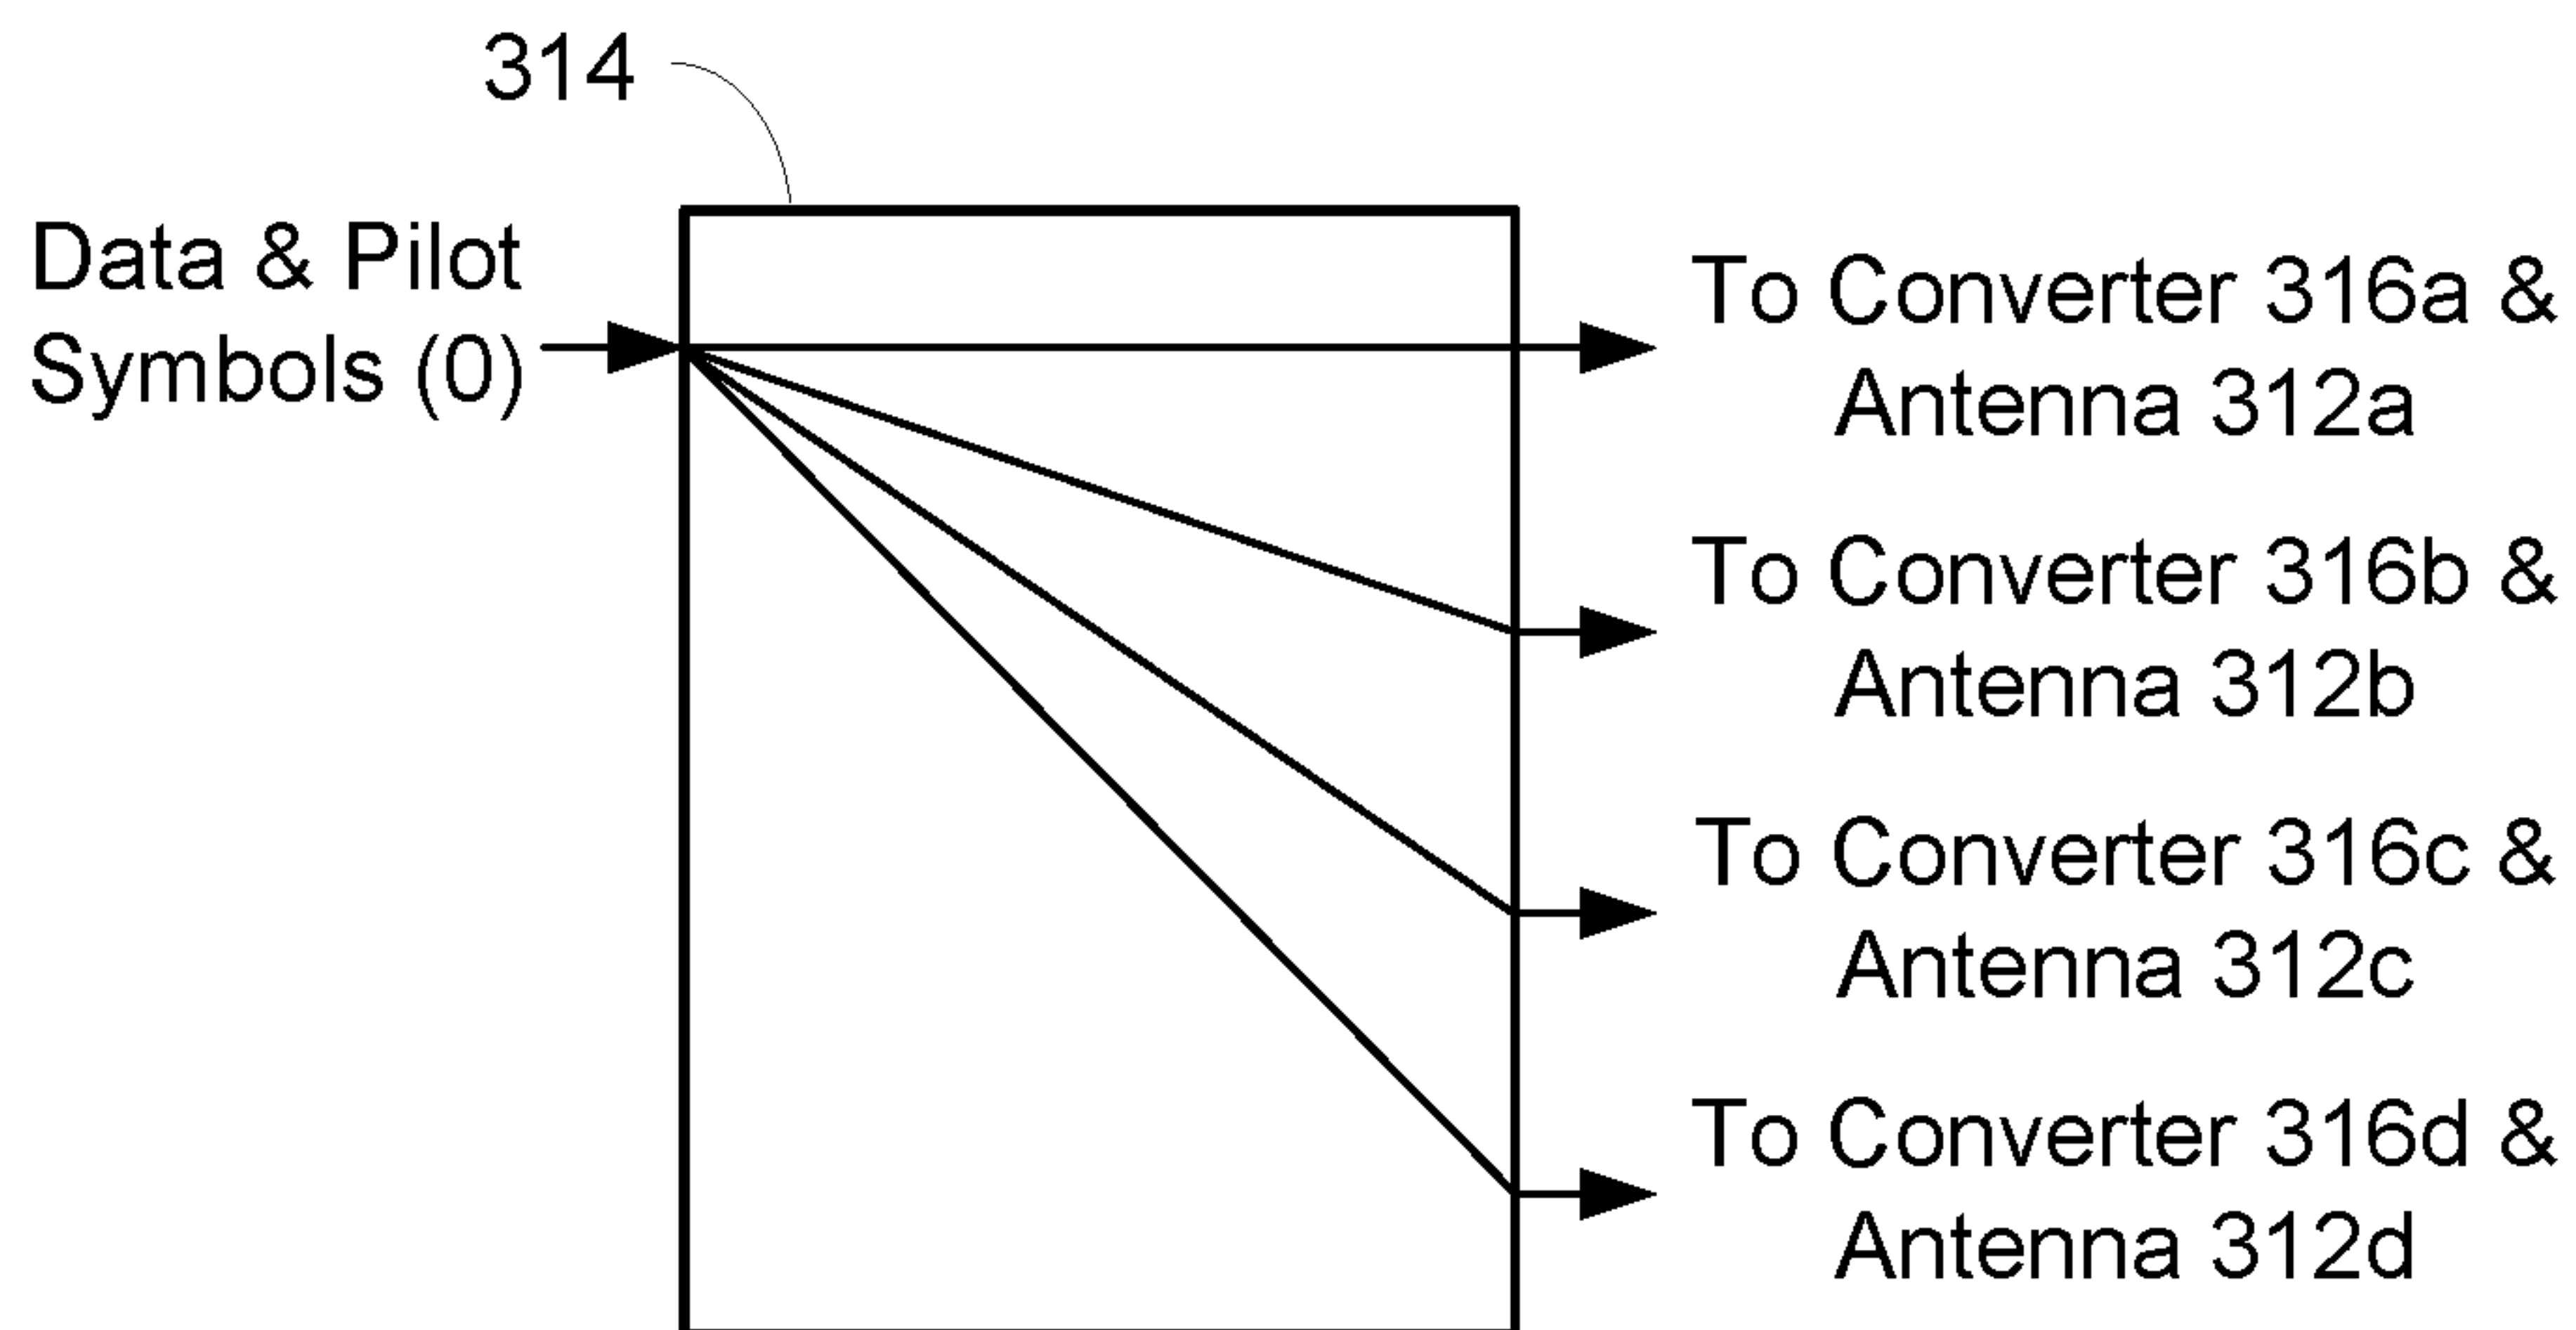 314
Data & Pilot
Symbols (0)
To Converter 316a &
Antenna 312a
To Converter 316b &
Antenna 312b
To Converter 316c &
Antenna 312c
To Converter 316d &
Antenna 312d